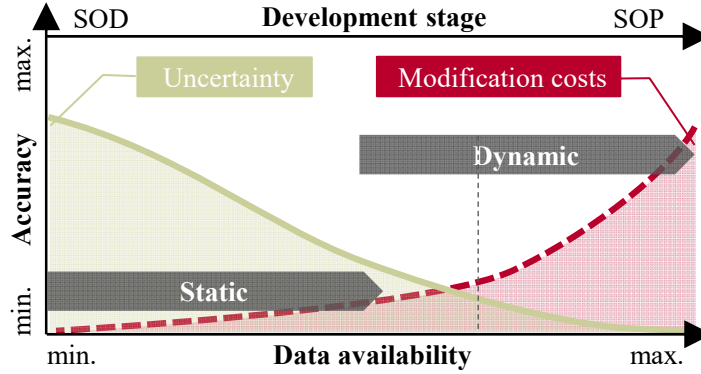 SOD Development stage SOP
max.
Uncertainty Modification costs
Dynamic
Accuracy
Static
min.
min. Data availability max.